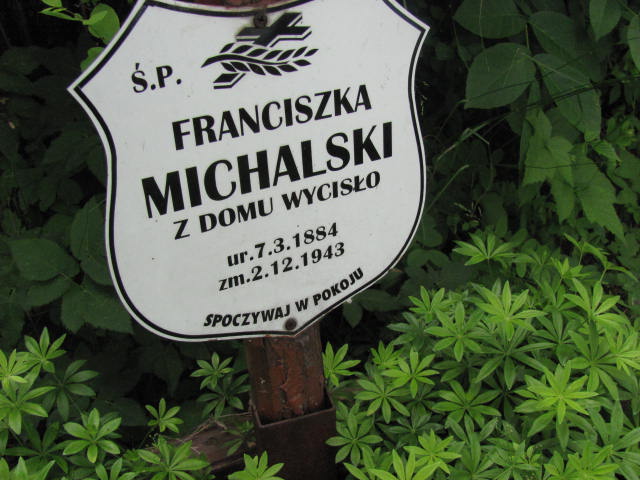 Ś.P.
FRANCISZKA
MICHALSKI
Z DOMU WYCISŁO
ur.7.3.1884
zm.2.12.1943
SPOCZYWAJ W POKOJU